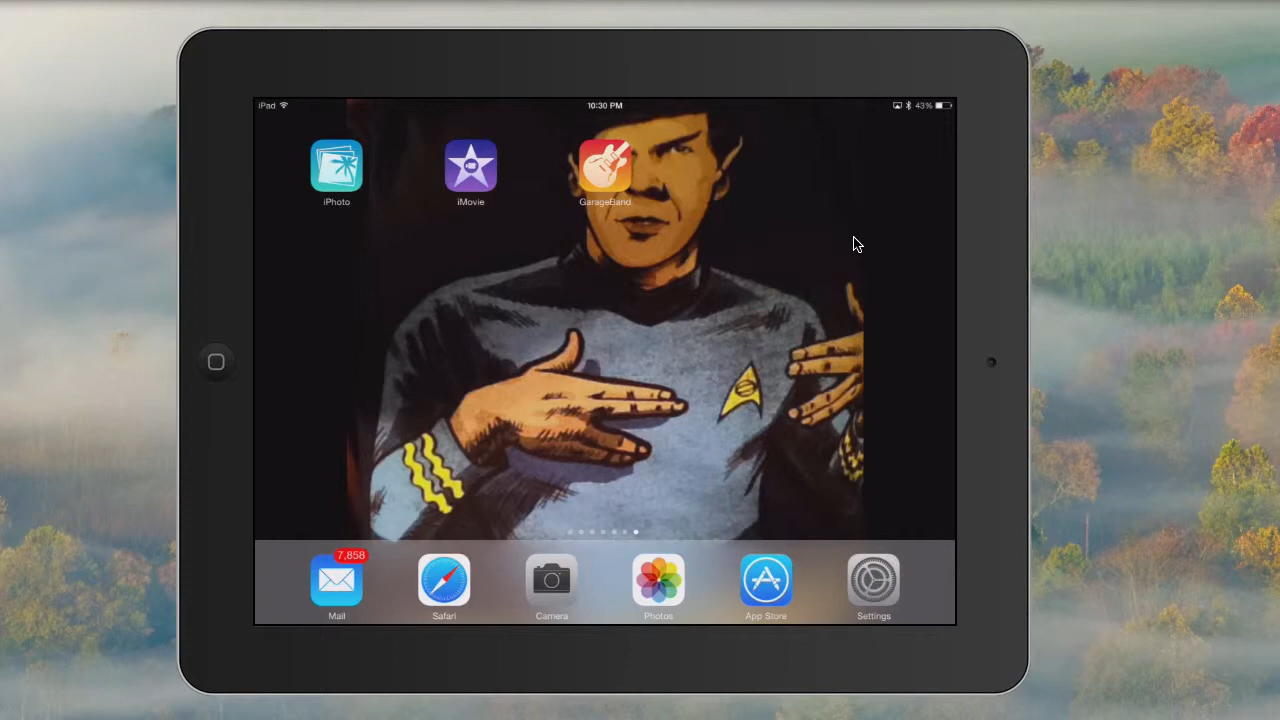 iPad 10:30 PM 43%
iPhoto iMovie GarageBand
7,858
Mail Safari Camera Photos App Store Settings